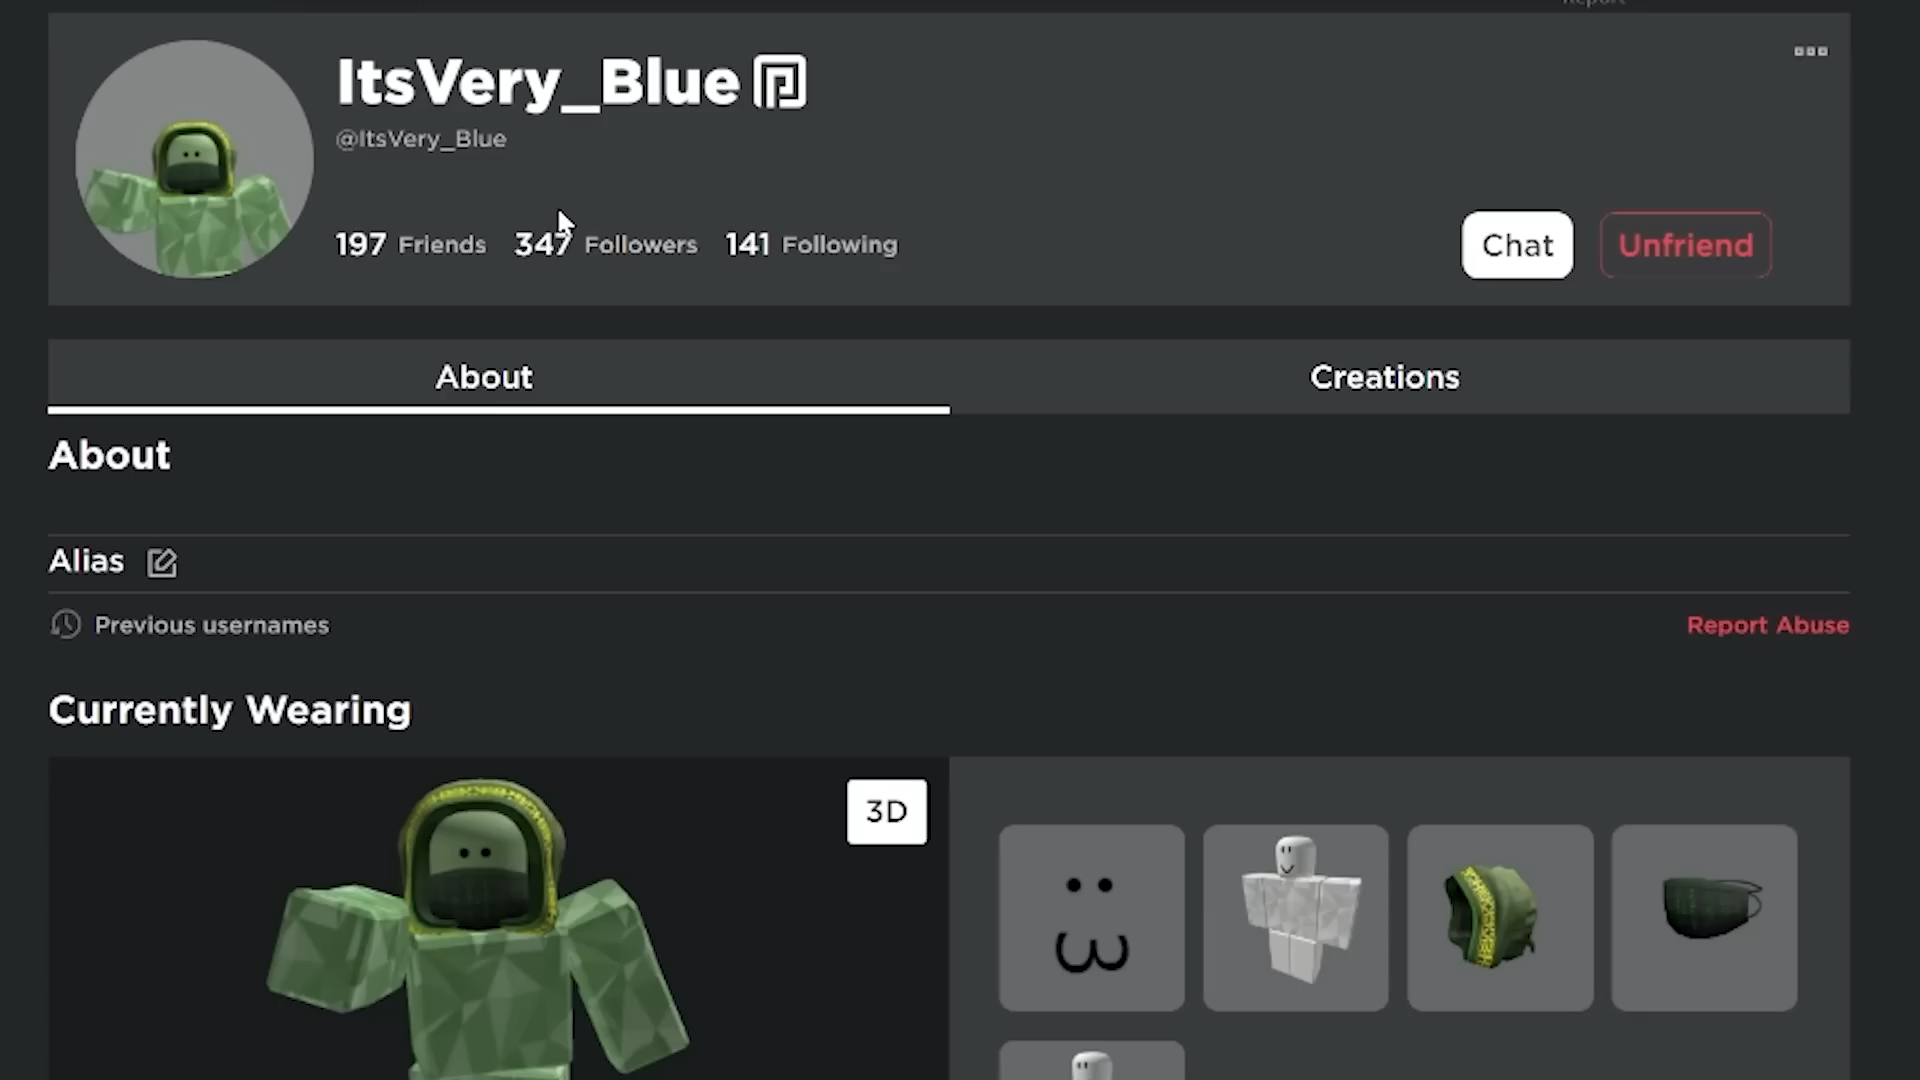 Report
ItsVery_Blue
@ItsVery_Blue
197 Friends 347 Followers 141 Following
Chat
Unfriend
About
Creations
About
Alias
Previous usernames
Report Abuse
Currently Wearing
3D